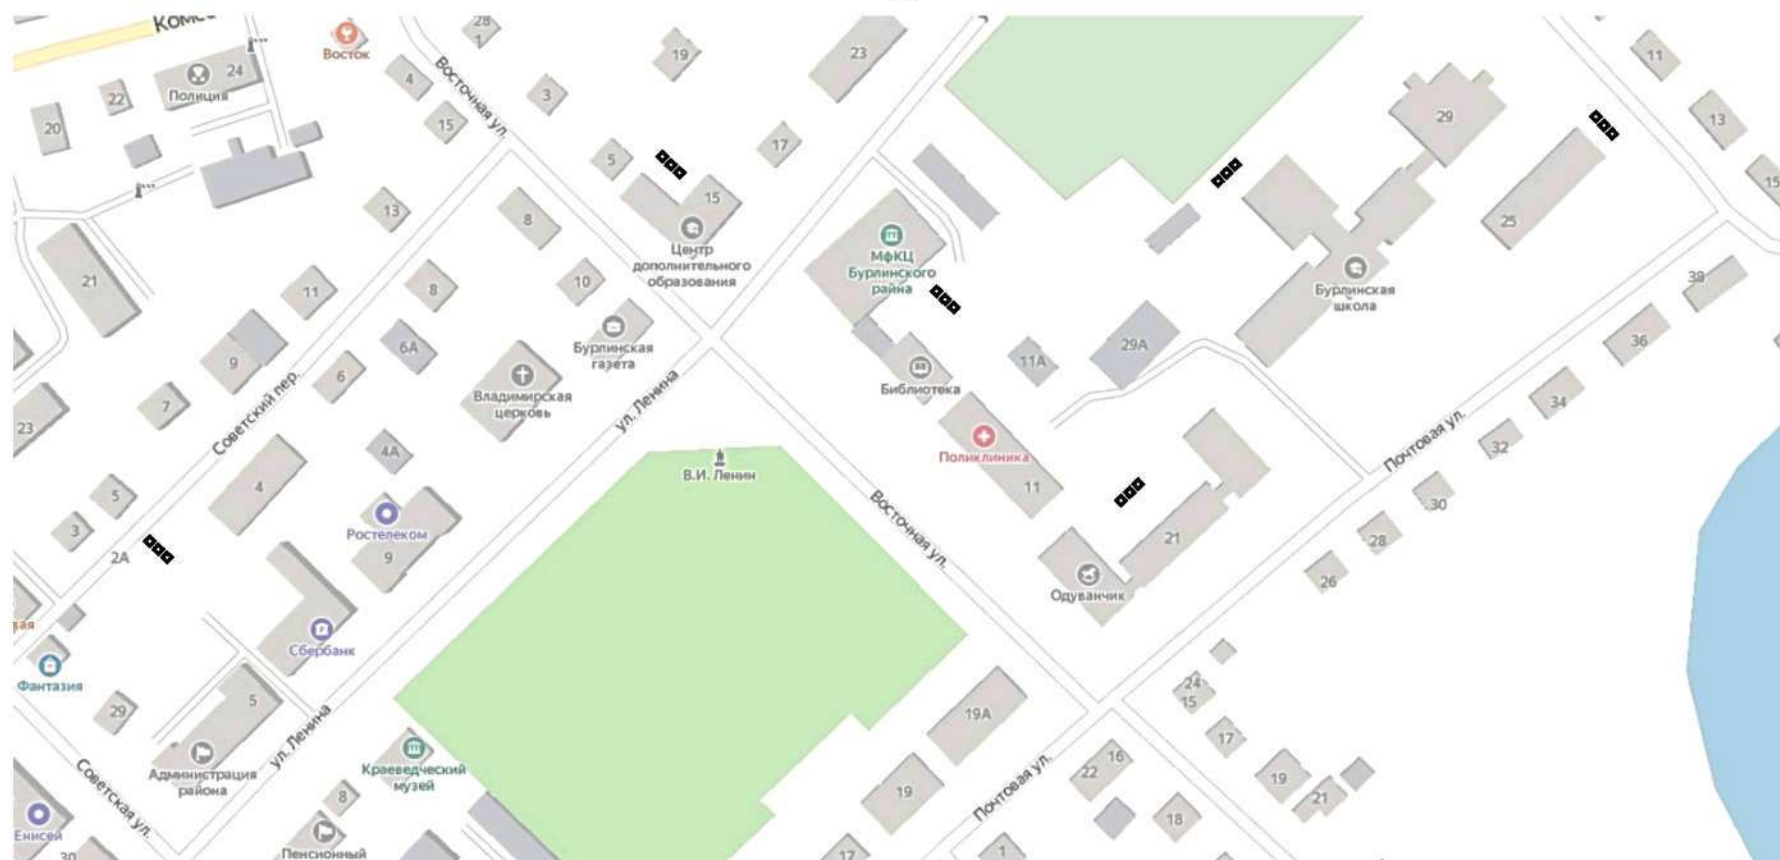 Восток
24
Полиция
22
20
4
15
Восточная ул.
28
1
3
19
23
5
17
15
Центр
дополнительного
образования
13
8
21
11
8
10
6А
9
6
7
Бурлинская
газета
Владимирская
церковь
ул. Ленина
Советский пер.
23
4А
4
5
3
2А
Ростелеком
9
Сбербанк
Фантазия
29
5
ул. Ленина
Администрация
района
Советская ул.
Енисей
30
Краеведческий
музей
8
Пенсионный
В.И. Ленин
МфКЦ
Бурлинского
райна
Библиотека
11А
29А
Поликлиника
11
Восточная ул.
21
Одуванчик
29
25
Бурлинская
школа
11
13
15
38
36
34
32
30
28
26
Почтовая ул.
24
15
17
19
21
16
22
18
19А
19
Почтовая ул.
17
1